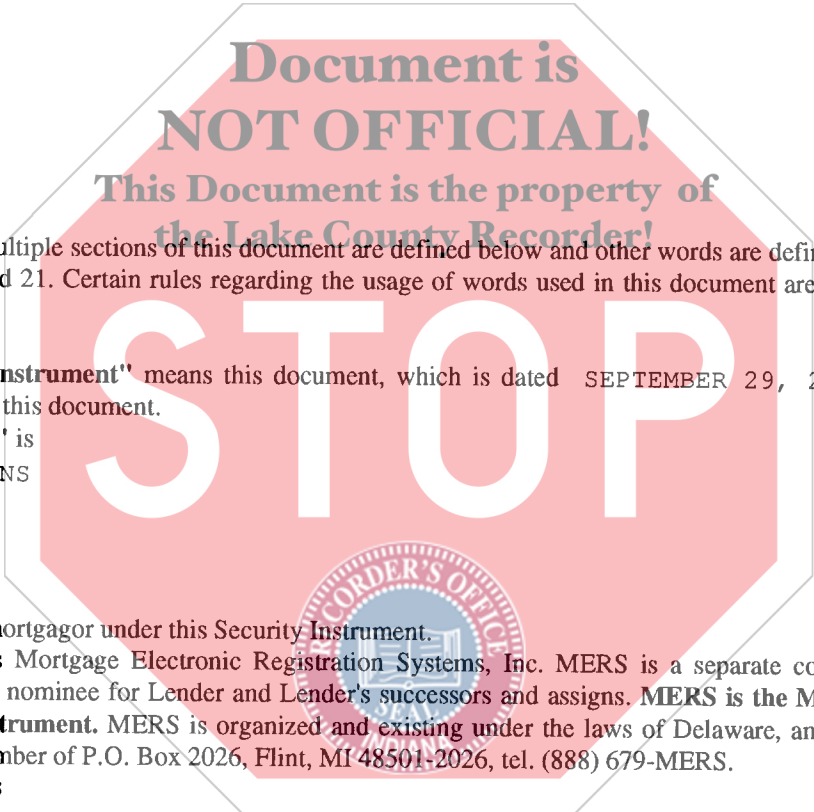 Document is
NOT OFFICIAL!
This Document is the property of
the Lake County Recorder!
ultiple sections of this document are defined below and other words are defin
d 21. Certain rules regarding the usage of words used in this document are
STOP
nstrument" means this document, which is dated SEPTEMBER 29, 2
this document.
" is
NS
RECORDER'S OFFICE
ortgagor under this Security Instrument.
s Mortgage Electronic Registration Systems, Inc. MERS is a separate co
nominee for Lender and Lender's successors and assigns. MERS is the M
SEAL
trument. MERS is organized and existing under the laws of Delaware, an
INDIANA
mber of P.O. Box 2026, Flint, MI 48501-2026, tel. (888) 679-MERS.